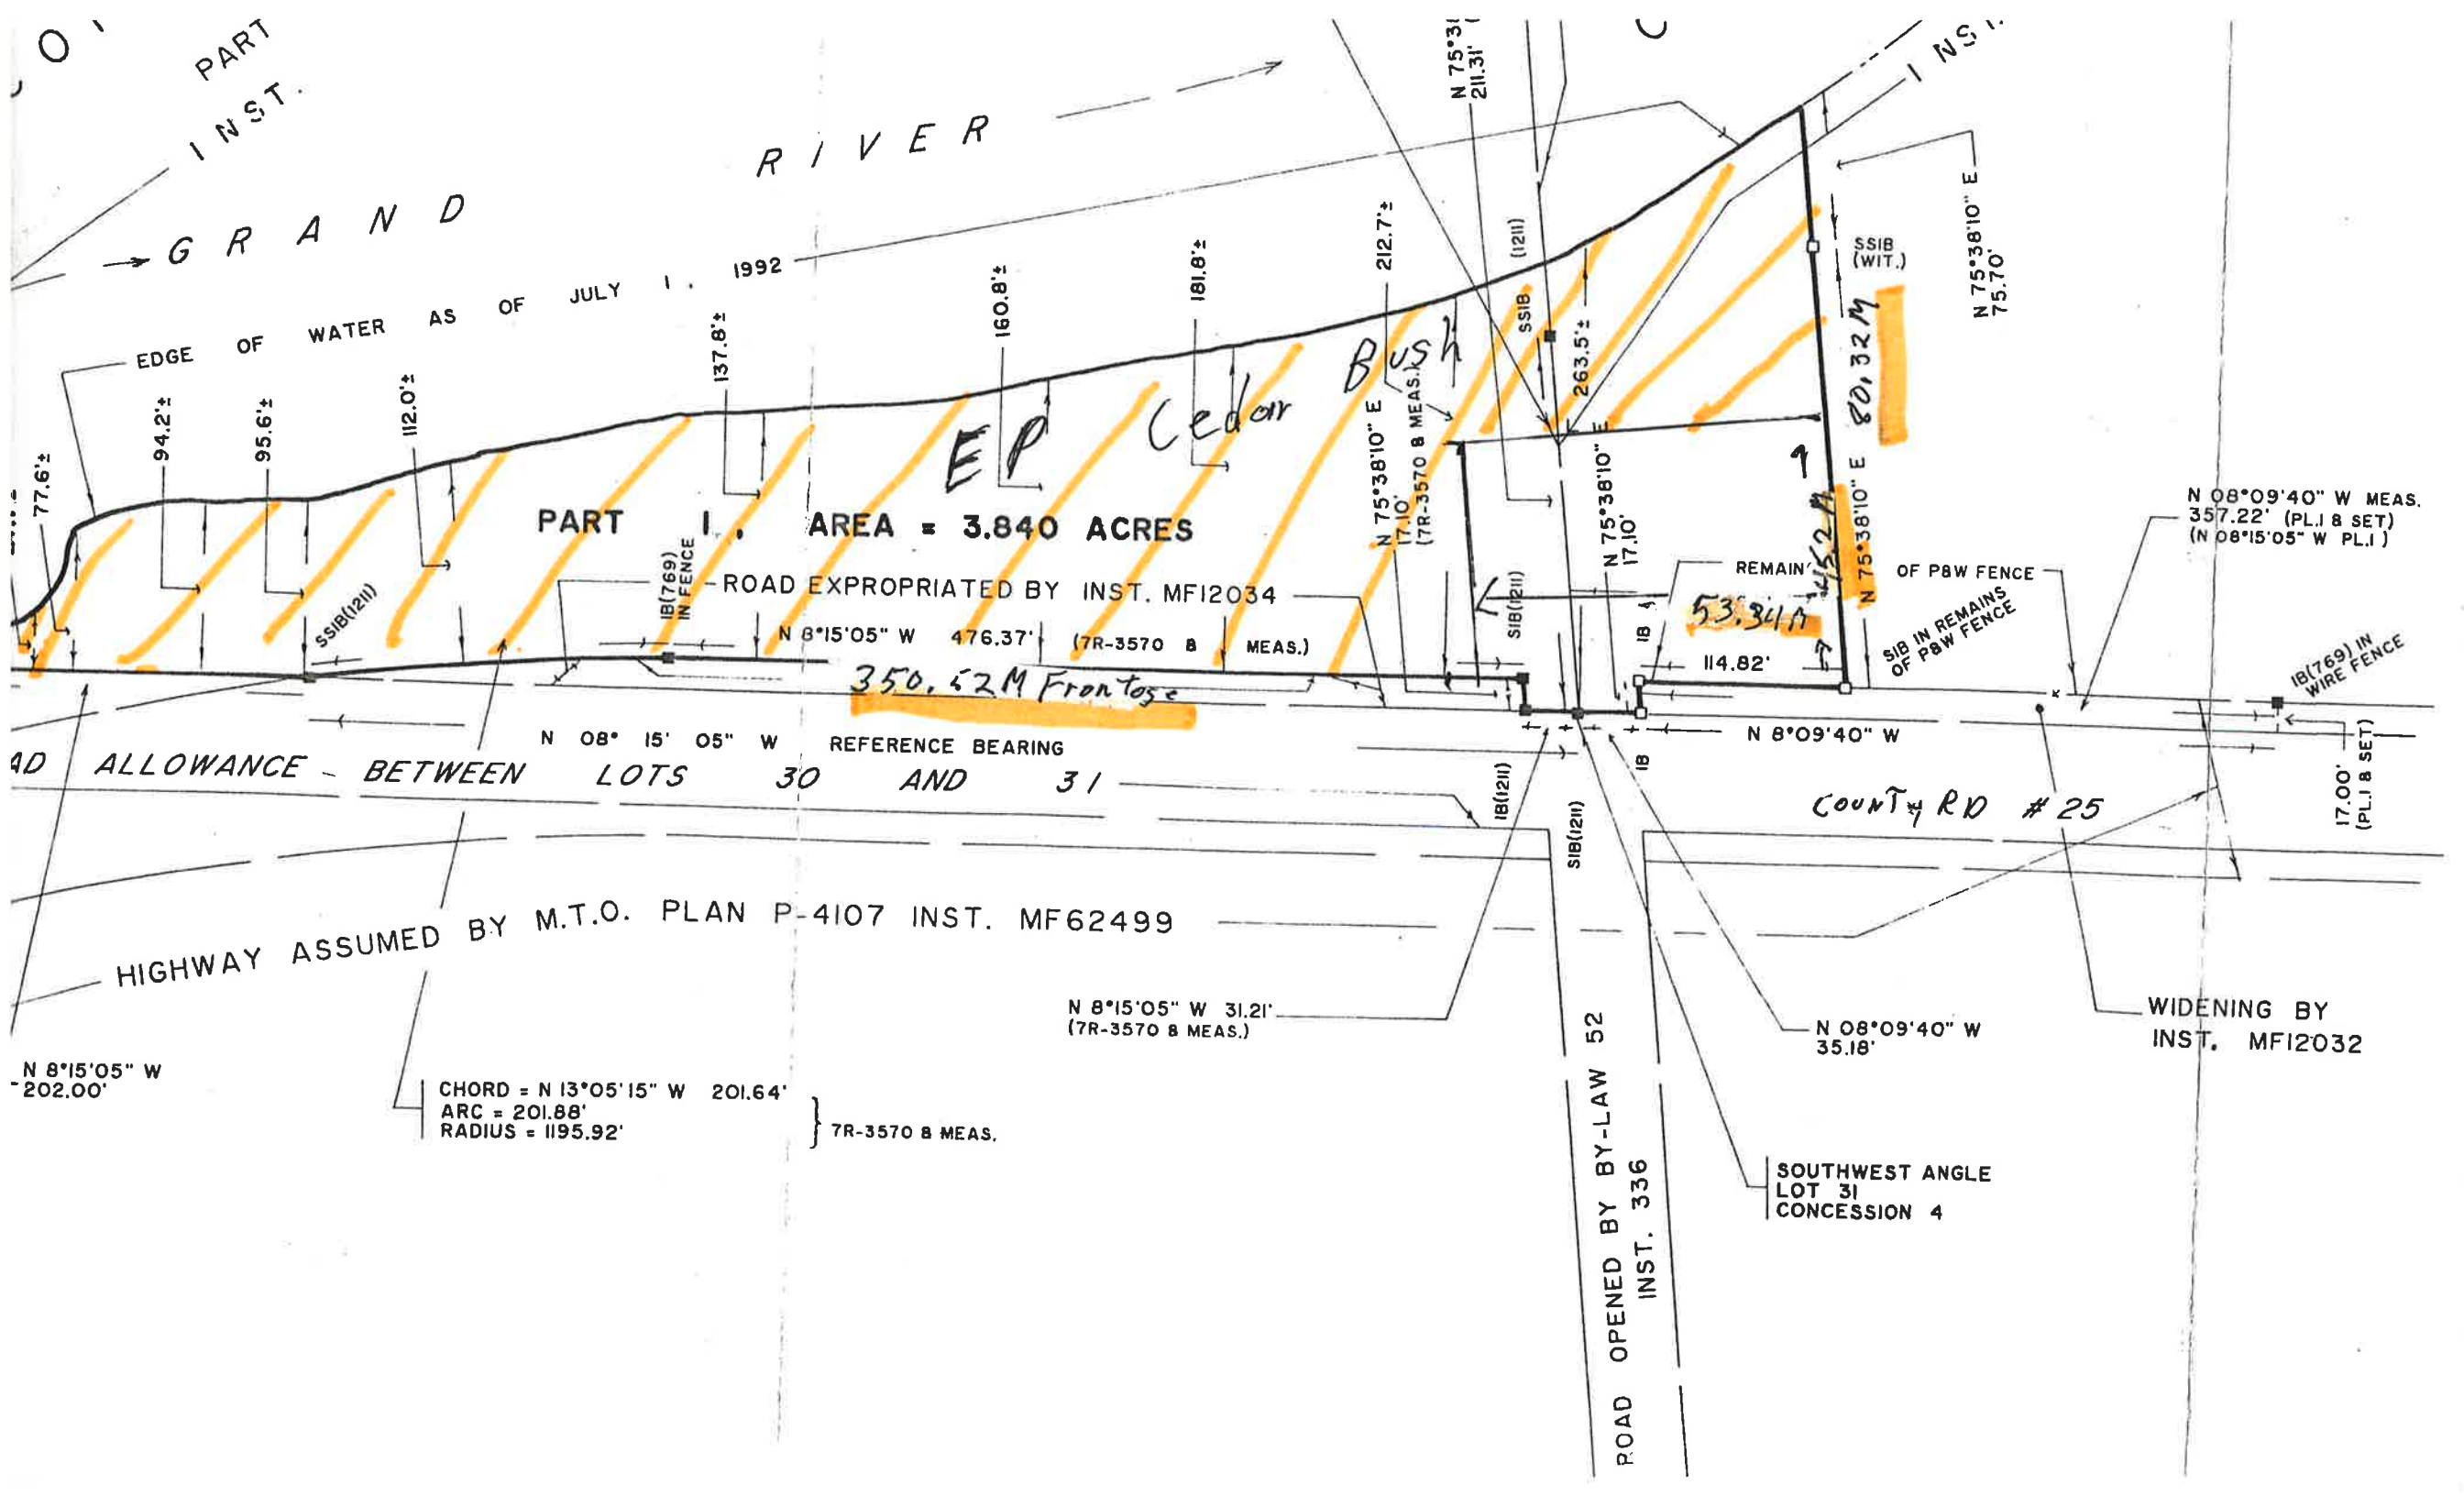 PART
INST.
GRAND RIVER
EDGE OF WATER AS OF JULY 1, 1992
N 75°31
211.31'
INST.
77.6'±
94.2'±
95.6'±
112.0'±
137.8'±
160.8'±
181.8'±
212.7'±
263.5'±
SSIB (1211)
SSIB
(WIT.)
N 75°38'10" E
75.70'
80.32M
EP Cedar Bush
PART 1, AREA = 3.840 ACRES
N 75°38'10" E
17.10'
(7R-3570 & MEAS.)
N 75°38'10" E
17.10'
N 75°38'10" E
N 08°09'40" W MEAS.
357.22' (PL.1 & SET)
(N 08°15'05" W PL.1)
SSIB(1211)
IB(769)
IN FENCE
ROAD EXPROPRIATED BY INST. MF12034
N 8°15'05" W 476.37' (7R-3570 & MEAS.)
SIB(1211)
IB
REMAIN OF P&W FENCE
53.34M
114.82'
SIB IN REMAINS
OF P&W FENCE
IB(769) IN
WIRE FENCE
350.52M Frontage
N 08° 15' 05" W REFERENCE BEARING
N 8°09'40" W
IB
17.00'
(PL.1 & SET)
AD ALLOWANCE - BETWEEN LOTS 30 AND 31
IB(1211)
SIB(1211)
COUNTY RD #25
HIGHWAY ASSUMED BY M.T.O. PLAN P-4107 INST. MF62499
N 8°15'05" W 31.21'
(7R-3570 & MEAS.)
N 08°09'40" W
35.18'
WIDENING BY
INST. MF12032
N 8°15'05" W
202.00'
CHORD = N 13°05'15" W 201.64'
ARC = 201.88'
RADIUS = 1195.92'
7R-3570 & MEAS.
ROAD OPENED BY BY-LAW 52
INST. 336
SOUTHWEST ANGLE
LOT 31
CONCESSION 4